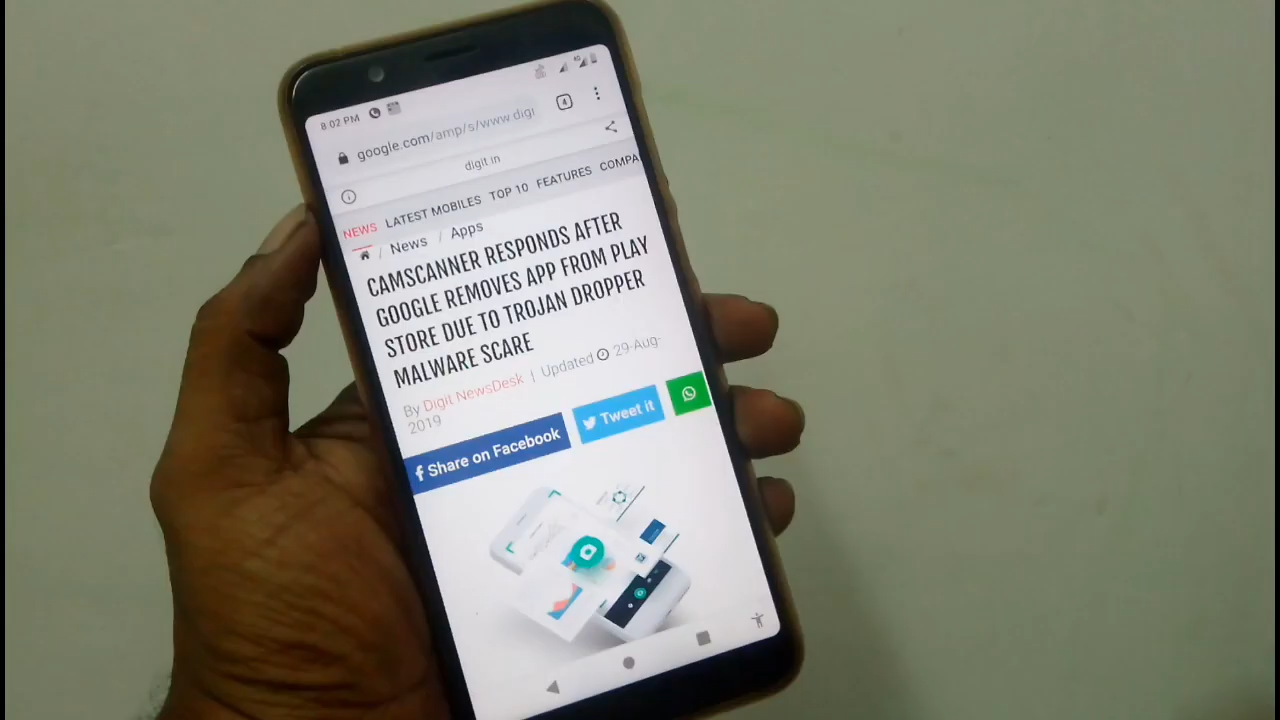 8:02 PM
4G
google.com/amp/s/www.digi
4
digit.in
NEWS LATEST MOBILES TOP 10 FEATURES COMPA
/ News / Apps
CAMSCANNER RESPONDS AFTER
GOOGLE REMOVES APP FROM PLAY
STORE DUE TO TROJAN DROPPER
MALWARE SCARE
By Digit NewsDesk | Updated 29-Aug-
2019
f Share on Facebook
Tweet it